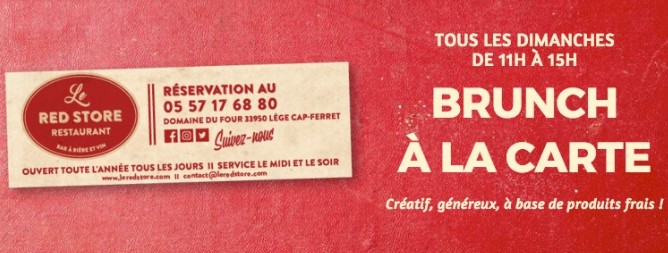 Le
RED STORE
RESTAURANT
BAR À BIÈRE ET VIN
RÉSERVATION AU
05 57 17 68 80
DOMAINE DU FOUR 33950 LÈGE CAP-FERRET
Suivez-nous
OUVERT TOUTE L'ANNÉE TOUS LES JOURS II SERVICE LE MIDI ET LE SOIR
www.leredstore.com II contact@leredstore.com
TOUS LES DIMANCHES
DE 11H À 15H
BRUNCH
À LA CARTE
Créatif, généreux, à base de produits frais !